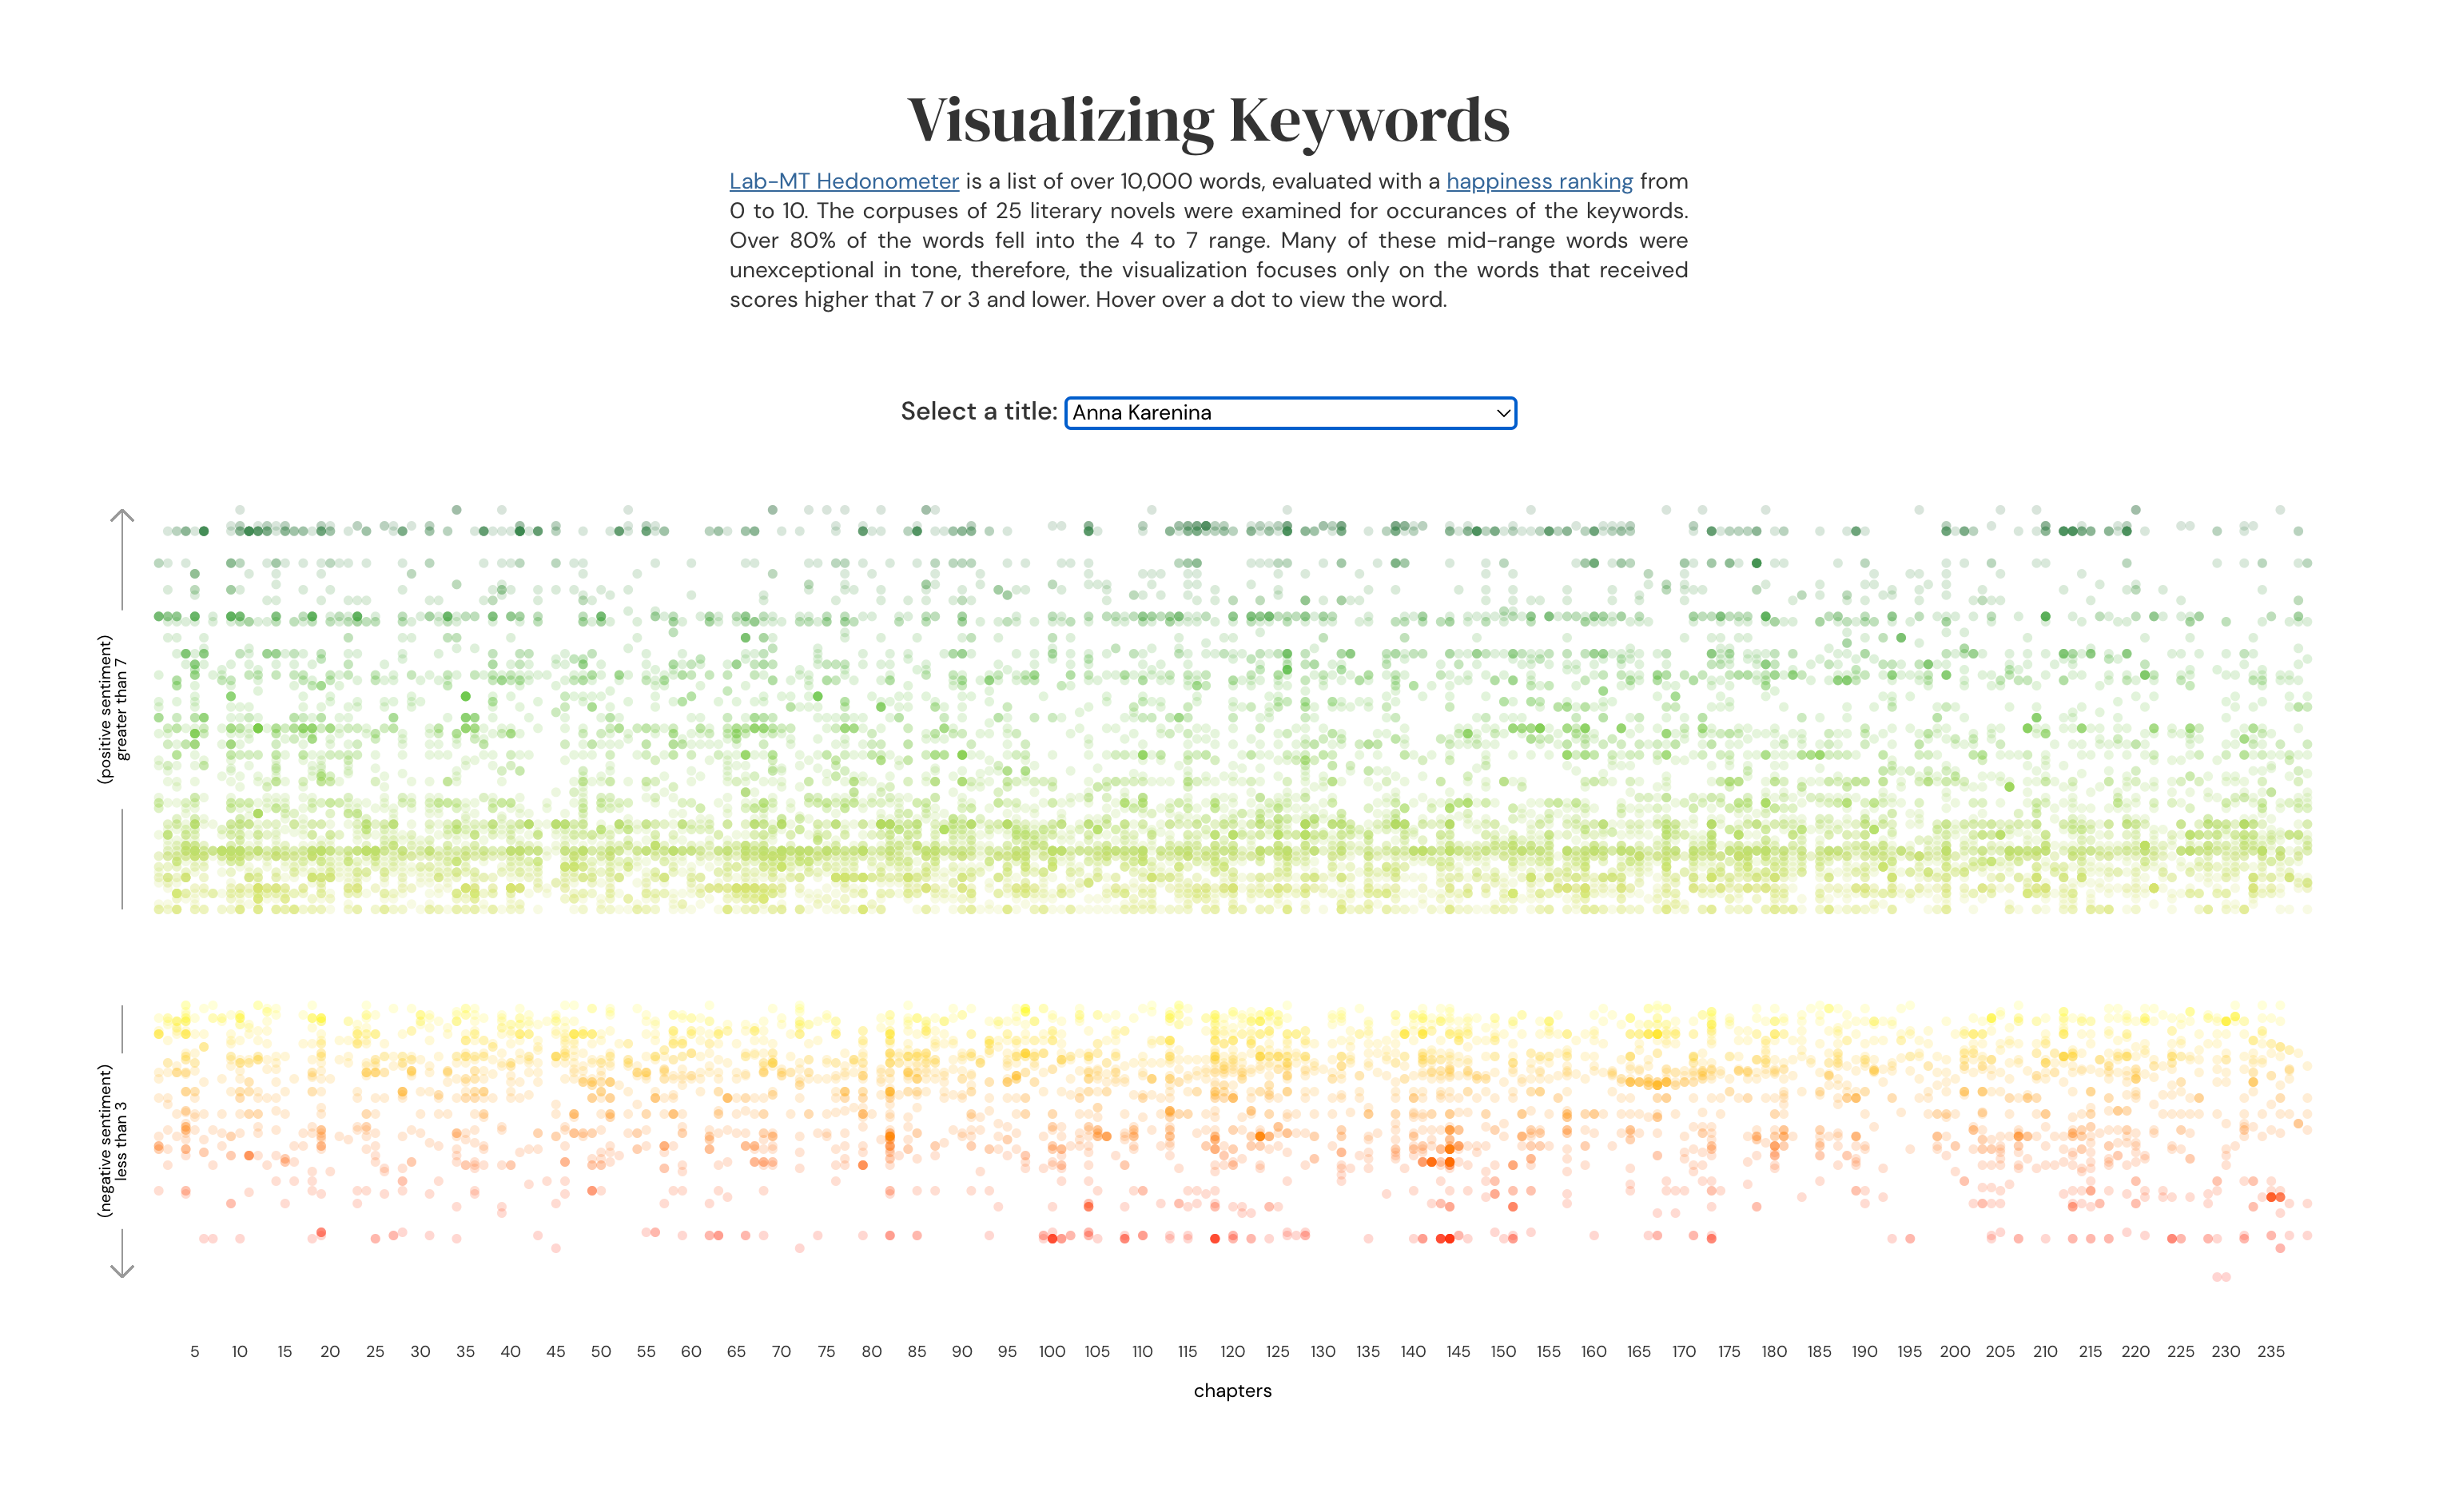 Visualizing Keywords
Lab-MT Hedonometer is a list of over 10,000 words, evaluated with a happiness ranking from
0 to 10. The corpuses of 25 literary novels were examined for occurances of the keywords.
Over 80% of the words fell into the 4 to 7 range. Many of these mid-range words were
unexceptional in tone, therefore, the visualization focuses only on the words that received
scores higher that 7 or 3 and lower. Hover over a dot to view the word.
Select a title: Anna Karenina
(positive sentiment)
greater than 7
(negative sentiment)
less than 3
5 10 15 20 25 30 35 40 45 50 55 60 65 70 75 80 85 90 95 100 105 110 115 120 125 130 135 140 145 150 155 160 165 170 175 180 185 190 195 200 205 210 215 220 225 230 235
chapters